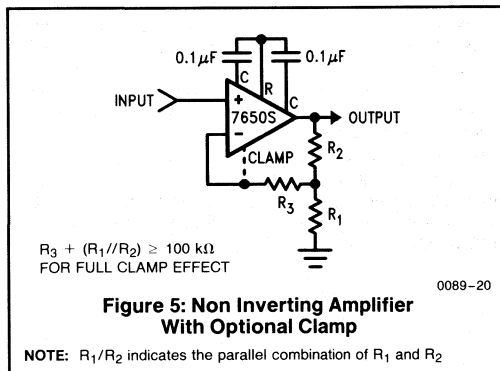 0.1μF
0.1μF
C
R
C
INPUT
+
7650S
−
OUTPUT
CLAMP
R2
R3
R1
R3 + (R1//R2) ≥ 100 kΩ
FOR FULL CLAMP EFFECT
0089–20
Figure 5: Non Inverting Amplifier
With Optional Clamp
NOTE: R1/R2 indicates the parallel combination of R1 and R2